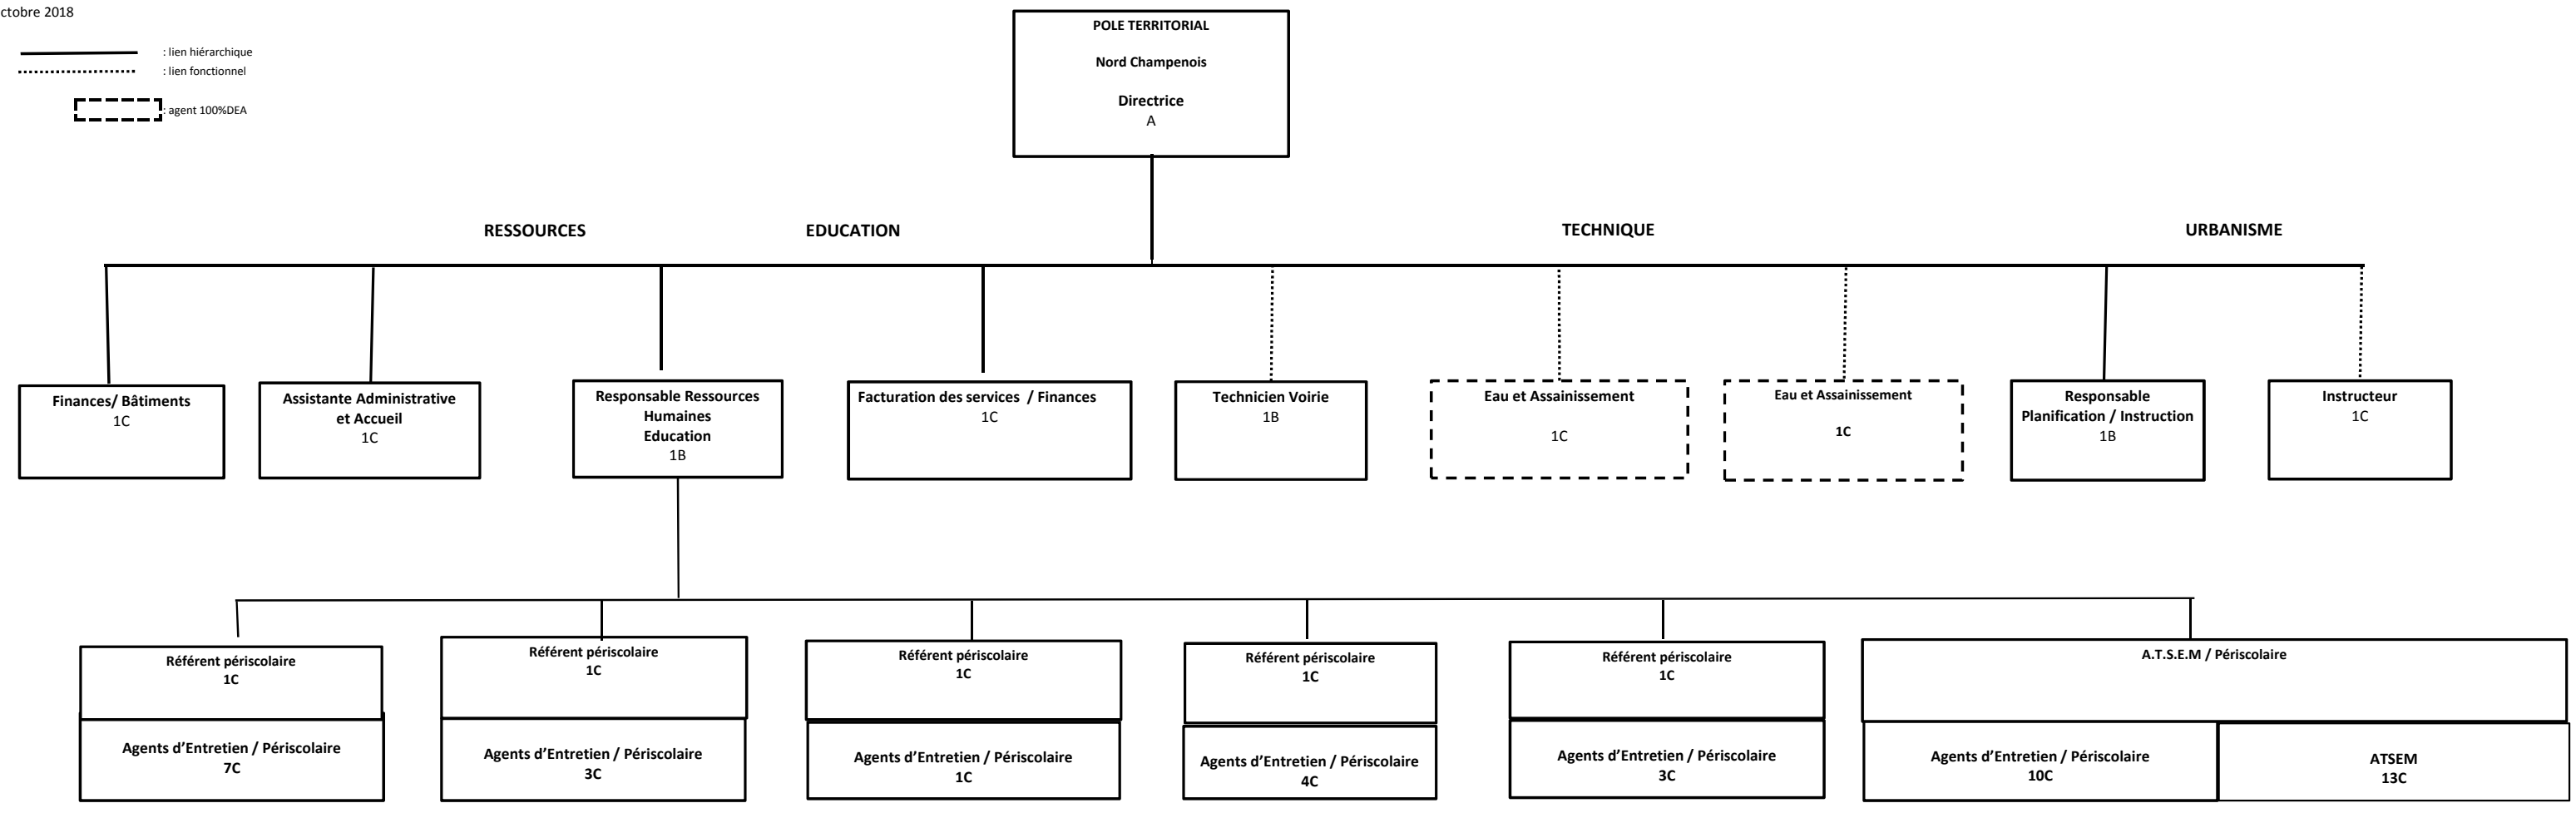 ctobre 2018
: lien hiérarchique
: lien fonctionnel
: agent 100%DEA
POLE TERRITORIAL
Nord Champenois
Directrice
A
RESSOURCES
EDUCATION
TECHNIQUE
URBANISME
Finances/ Bâtiments
1C
Assistante Administrative
et Accueil
1C
Responsable Ressources
Humaines
Education
1B
Facturation des services / Finances
1C
Technicien Voirie
1B
Eau et Assainissement
1C
Eau et Assainissement
1C
Responsable
Planification / Instruction
1B
Instructeur
1C
Référent périscolaire
1C
Agents d’Entretien / Périscolaire
7C
Référent périscolaire
1C
Agents d’Entretien / Périscolaire
3C
Référent périscolaire
1C
Agents d’Entretien / Périscolaire
1C
Référent périscolaire
1C
Agents d’Entretien / Périscolaire
4C
Référent périscolaire
1C
Agents d’Entretien / Périscolaire
3C
A.T.S.E.M / Périscolaire
Agents d’Entretien / Périscolaire
10C
ATSEM
13C